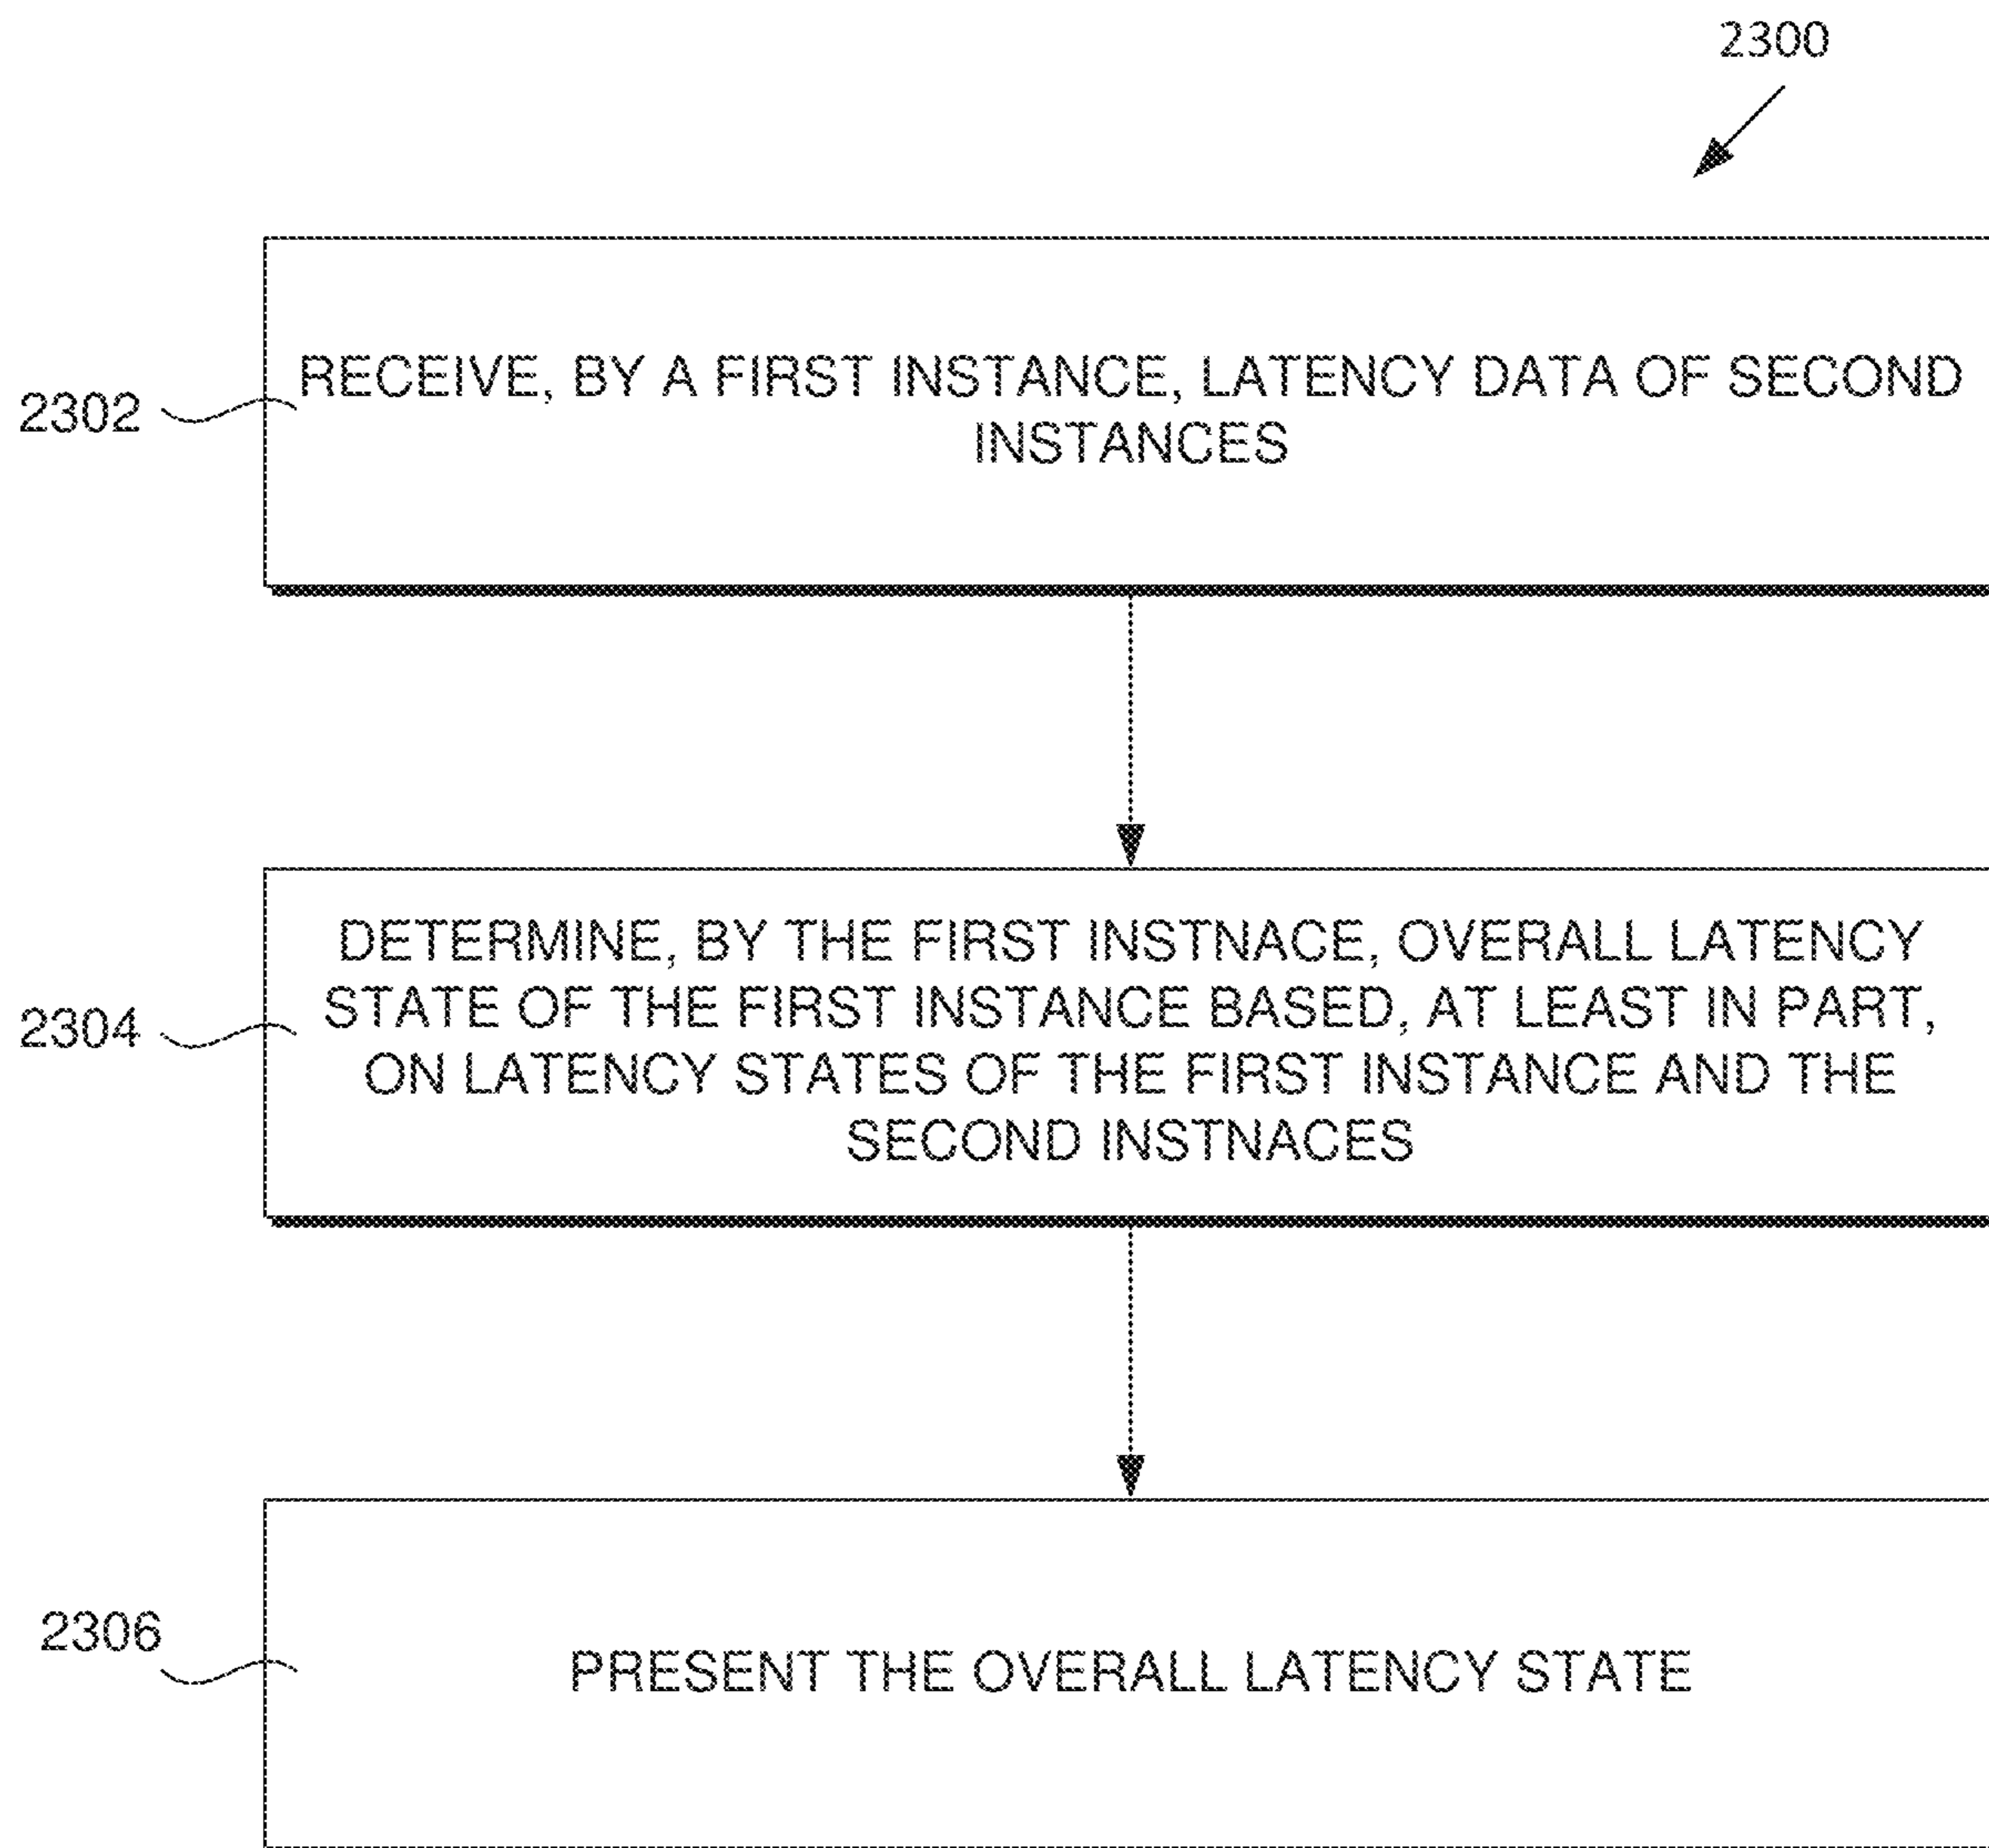 2300
2302
RECEIVE, BY A FIRST INSTANCE, LATENCY DATA OF SECOND
INSTANCES
2304
DETERMINE, BY THE FIRST INSTNACE, OVERALL LATENCY
STATE OF THE FIRST INSTANCE BASED, AT LEAST IN PART,
ON LATENCY STATES OF THE FIRST INSTANCE AND THE
SECOND INSTNACES
2306
PRESENT THE OVERALL LATENCY STATE